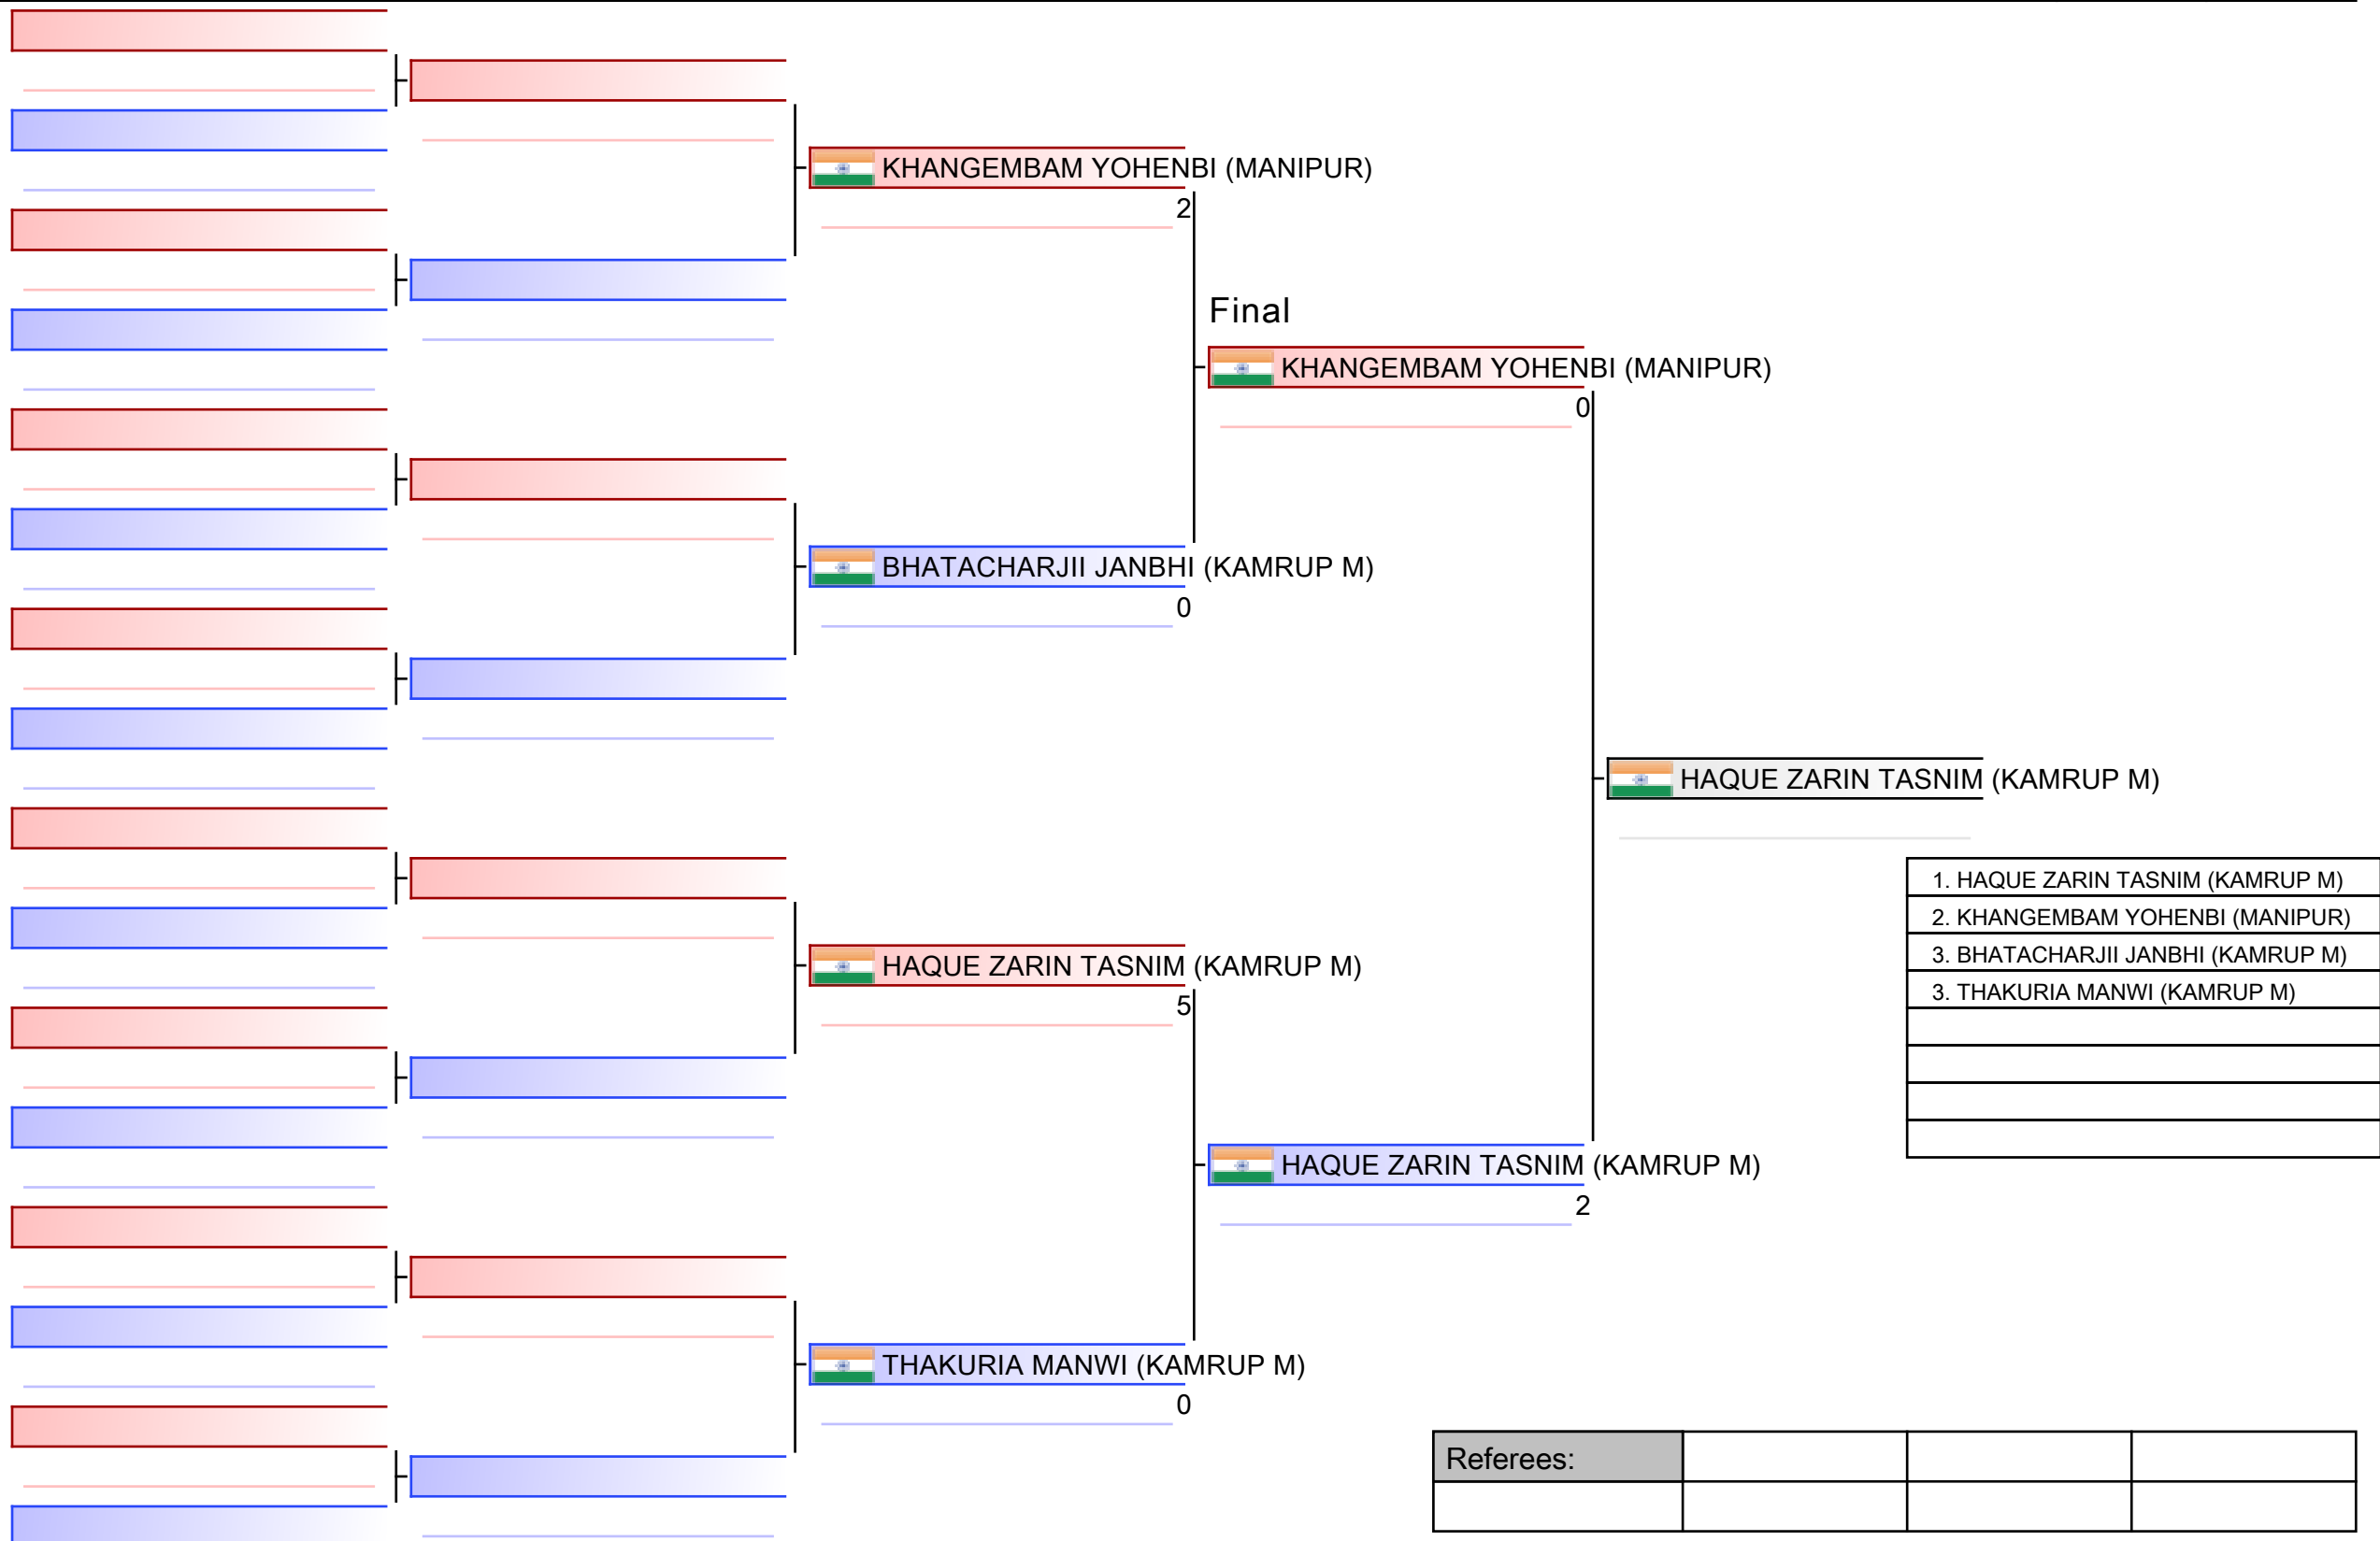 KHANGEMBAM YOHENBI (MANIPUR)
2
Final
KHANGEMBAM YOHENBI (MANIPUR)
0
BHATACHARJII JANBHI (KAMRUP M)
0
HAQUE ZARIN TASNIM (KAMRUP M)
1. HAQUE ZARIN TASNIM (KAMRUP M)
2. KHANGEMBAM YOHENBI (MANIPUR)
3. BHATACHARJII JANBHI (KAMRUP M)
3. THAKURIA MANWI (KAMRUP M)
HAQUE ZARIN TASNIM (KAMRUP M)
5
HAQUE ZARIN TASNIM (KAMRUP M)
2
THAKURIA MANWI (KAMRUP M)
0
Referees: